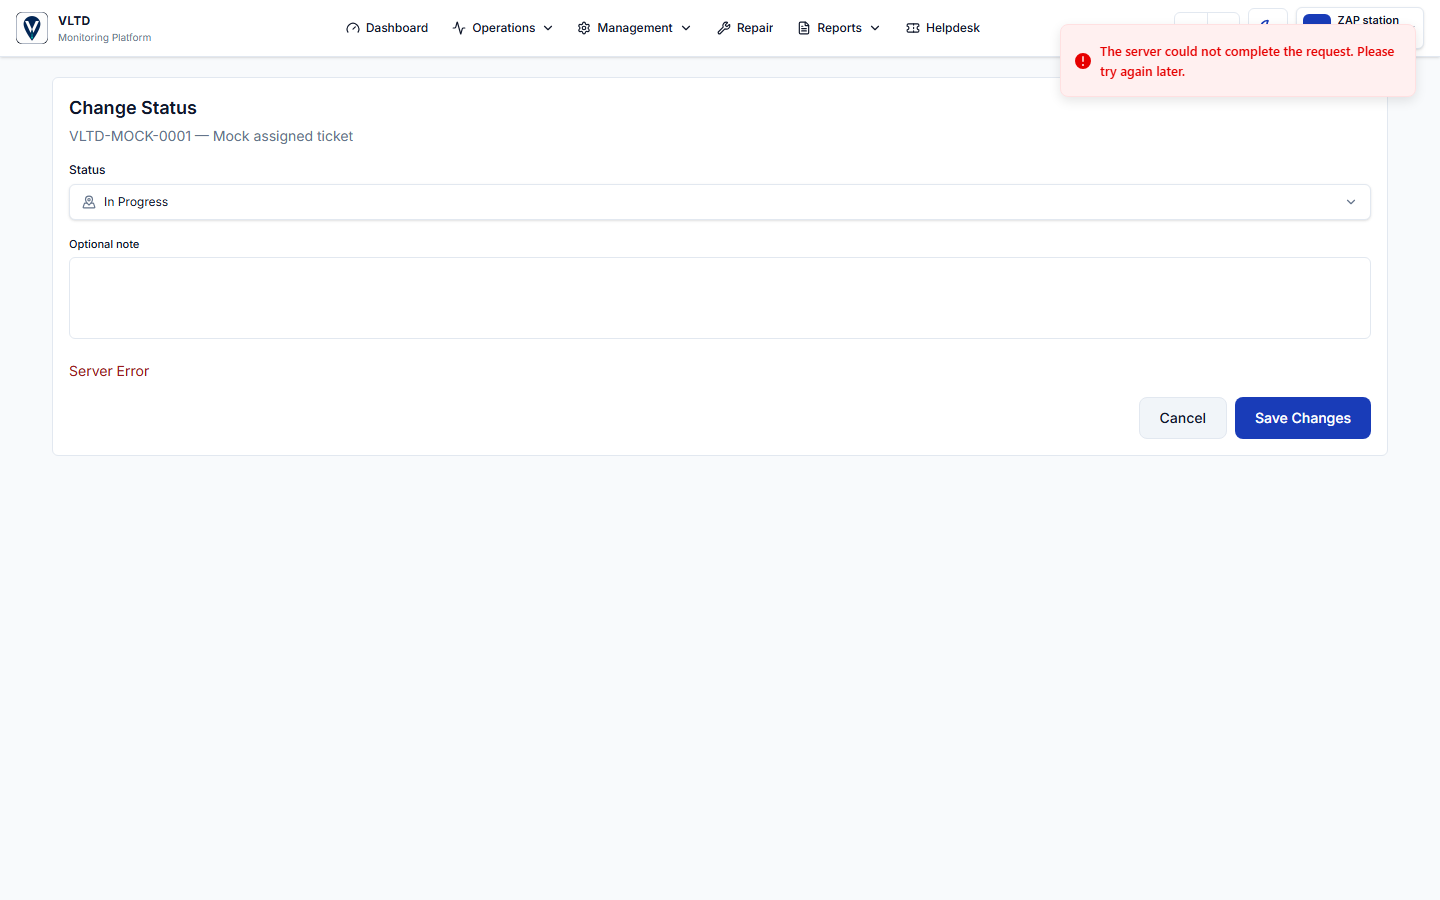 VLTD
Monitoring Platform
Dashboard
Operations
Management
Repair
Reports
Helpdesk
ZAP station
The server could not complete the request. Please
try again later.
Change Status
VLTD-MOCK-0001 — Mock assigned ticket
Status
In Progress
Optional note
Server Error
Cancel
Save Changes